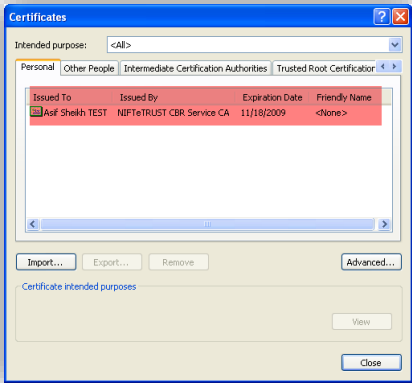 Certificates
Intended purpose: <All>
Personal Other People Intermediate Certification Authorities Trusted Root Certification
Issued To Issued By Expiration Date Friendly Name
Asif Sheikh TEST NIFTeTRUST CBR Service CA 11/18/2009 <None>
Import... Export... Remove Advanced...
Certificate intended purposes
View
Close